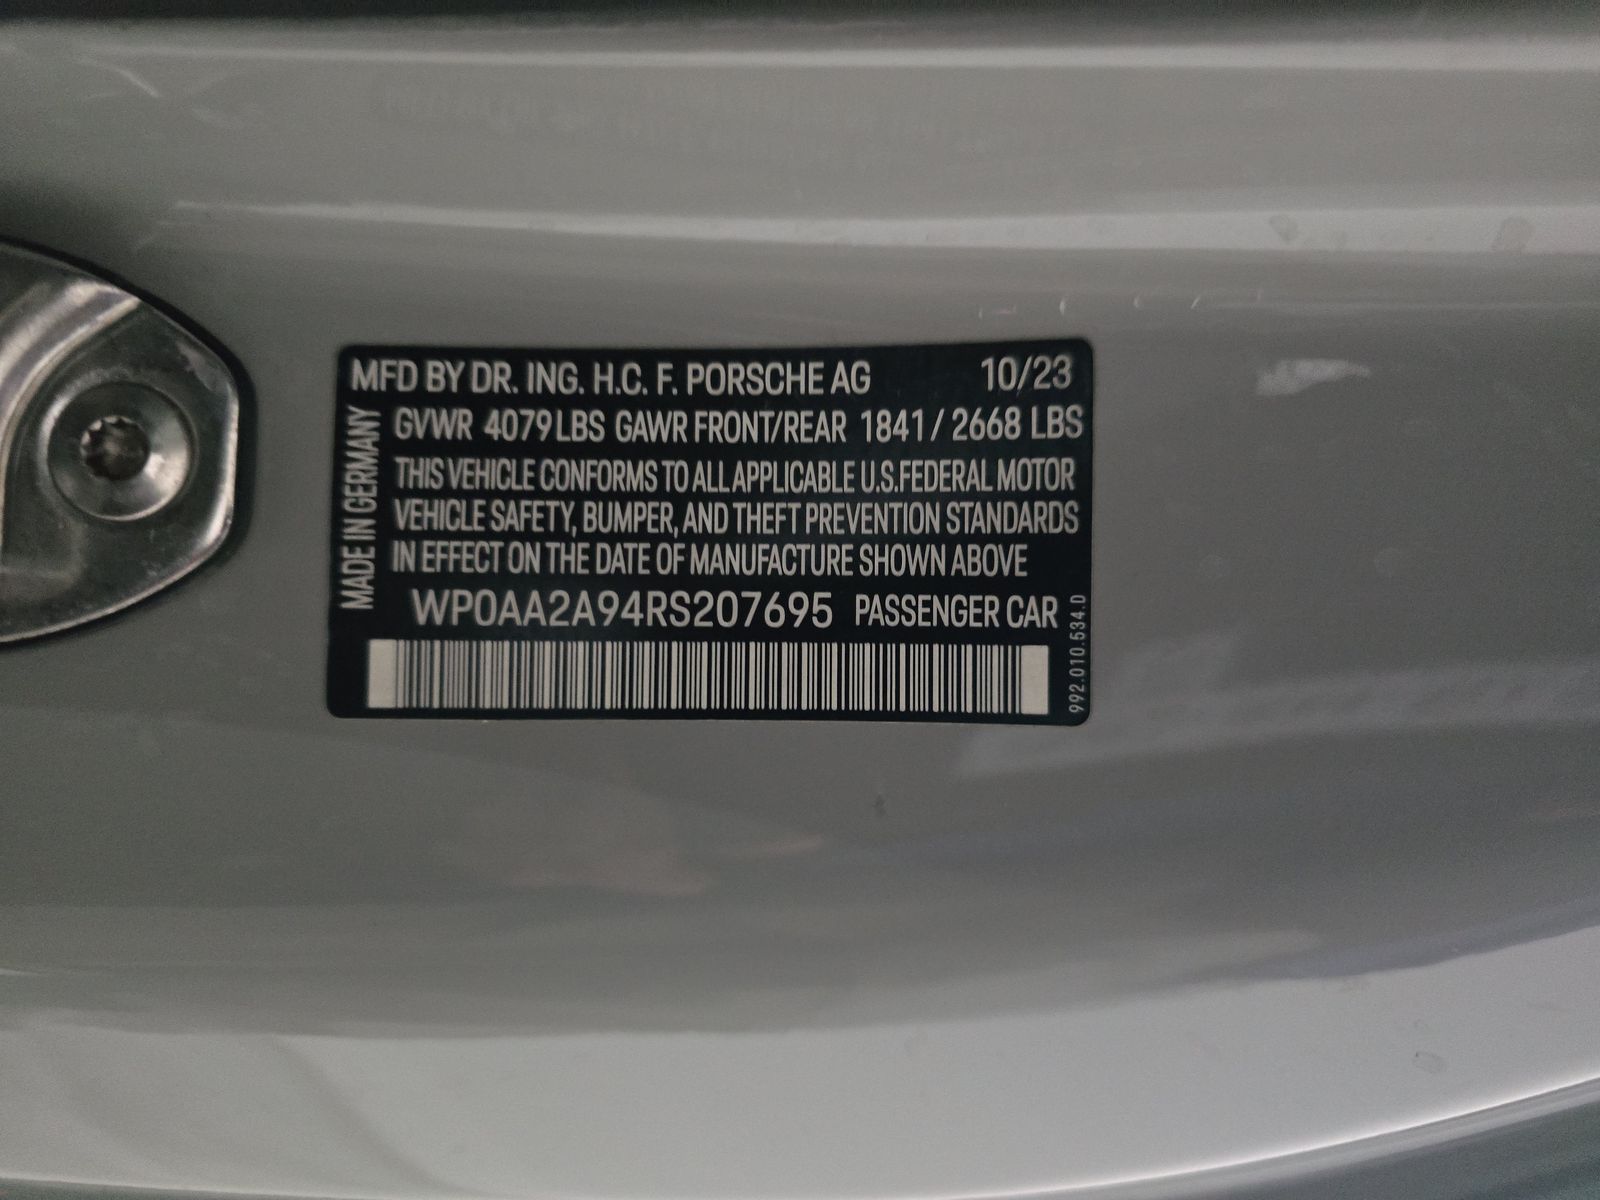 MFD BY DR. ING. H.C. F. PORSCHE AG 10/23
GVWR 4079 LBS GAWR FRONT/REAR 1841 / 2668 LBS
THIS VEHICLE CONFORMS TO ALL APPLICABLE U.S. FEDERAL MOTOR
VEHICLE SAFETY, BUMPER, AND THEFT PREVENTION STANDARDS
IN EFFECT ON THE DATE OF MANUFACTURE SHOWN ABOVE
WP0AA2A94RS207695 PASSENGER CAR
MADE IN GERMANY
992.010.534.D